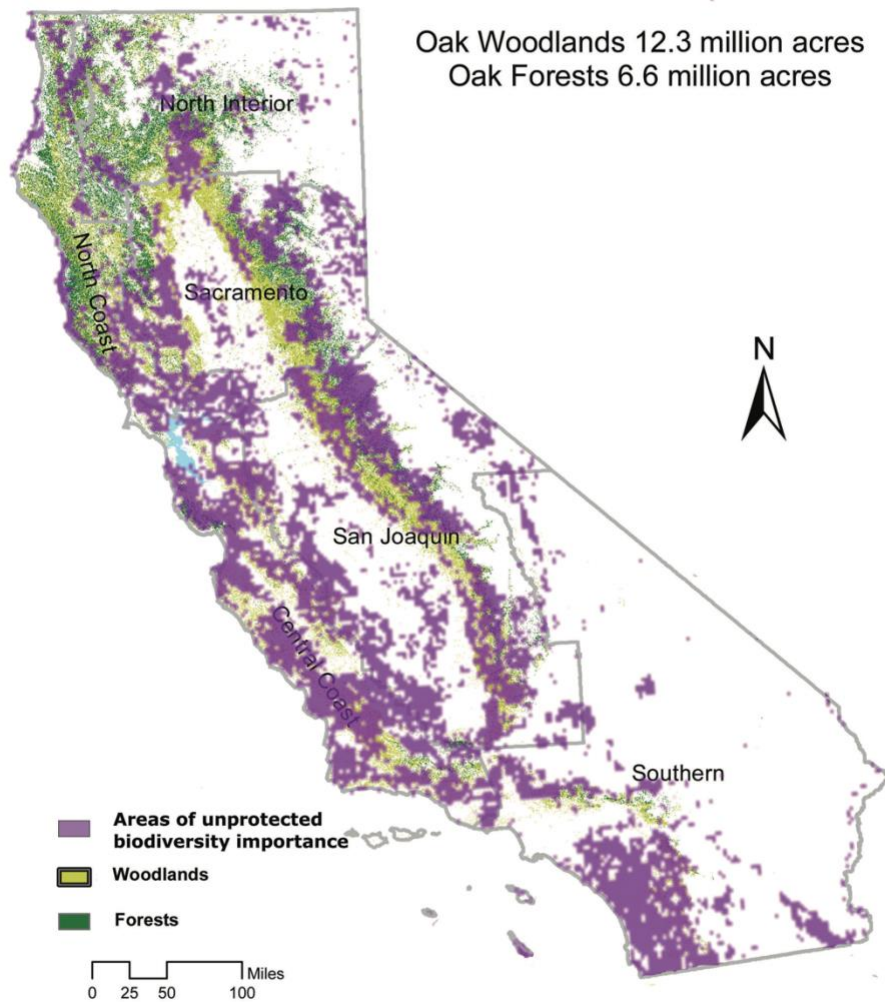 Oak Woodlands 12.3 million acres
Oak Forests 6.6 million acres
North Interior
North Coast
Sacramento
N
San Joaquin
Central Coast
Southern
Areas of unprotected
biodiversity importance
Woodlands
Forests
Miles
0 25 50 100